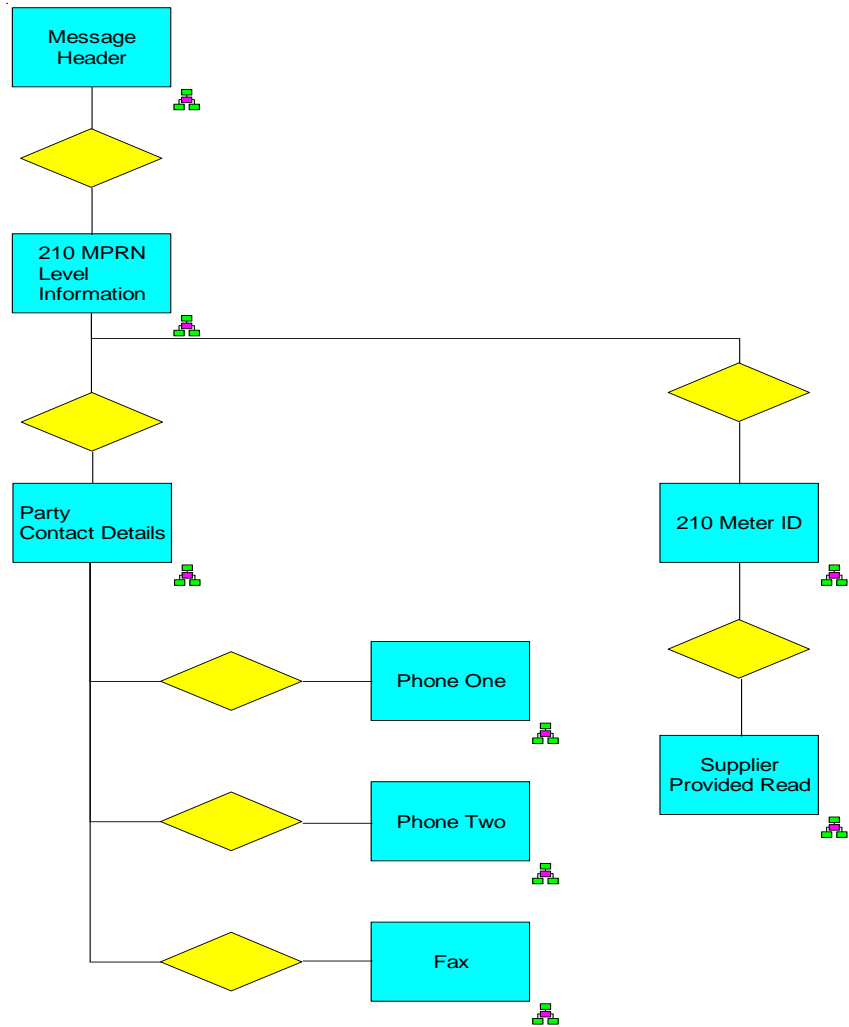 Message
Header
210 MPRN
Level
Information
Party
Contact Details
210 Meter ID
Phone One
Supplier
Provided Read
Phone Two
Fax